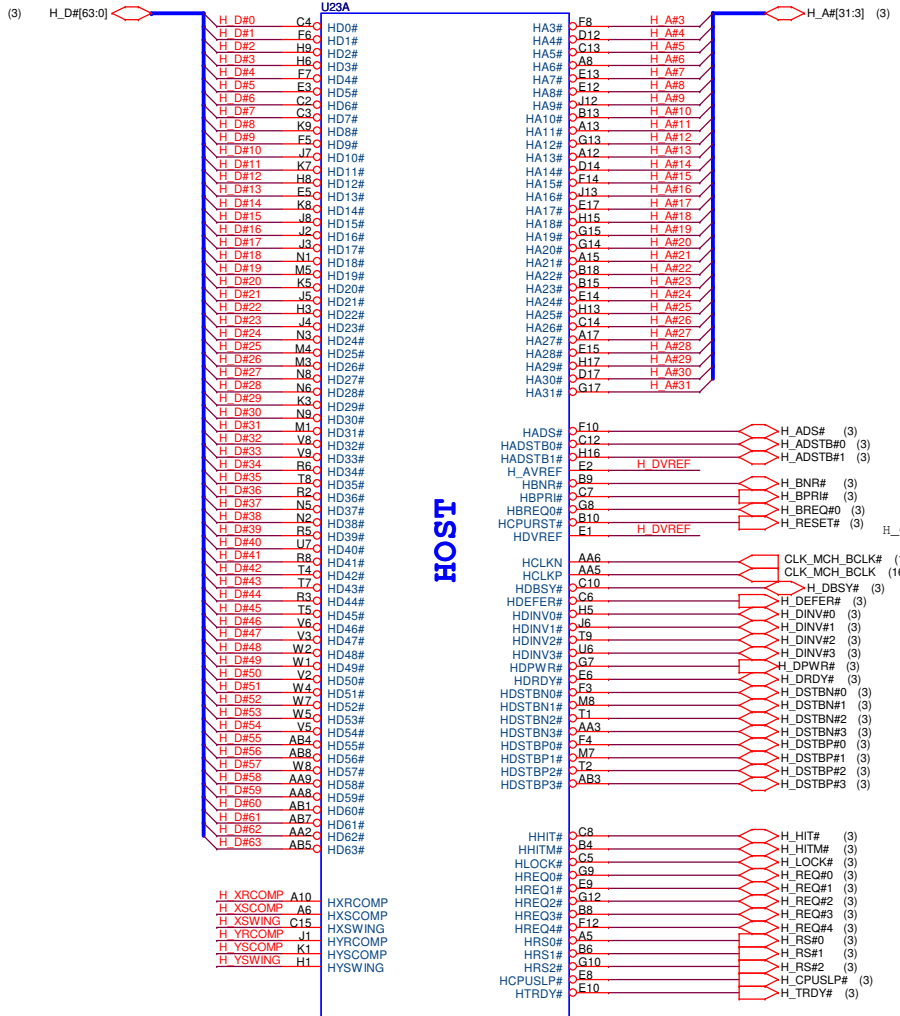 U23A
(3) H_D#[63:0] H_A#[31:3] (3)
H_D#0 C4 HD0# HA3# F8 H_A#3
H_D#1 F6 HD1# HA4# D12 H_A#4
H_D#2 H9 HD2# HA5# C13 H_A#5
H_D#3 H6 HD3# HA6# A8 H_A#6
H_D#4 F7 HD4# HA7# E13 H_A#7
H_D#5 E3 HD5# HA8# E12 H_A#8
H_D#6 C2 HD6# HA9# J12 H_A#9
H_D#7 C3 HD7# HA10# B13 H_A#10
H_D#8 K9 HD8# HA11# A13 H_A#11
H_D#9 F5 HD9# HA12# G13 H_A#12
H_D#10 J7 HD10# HA13# A12 H_A#13
H_D#11 K7 HD11# HA14# D14 H_A#14
H_D#12 H8 HD12# HA15# F14 H_A#15
H_D#13 E5 HD13# HA16# J13 H_A#16
H_D#14 K8 HD14# HA17# E17 H_A#17
H_D#15 J8 HD15# HA18# H15 H_A#18
H_D#16 J2 HD16# HA19# G15 H_A#19
H_D#17 J3 HD17# HA20# G14 H_A#20
H_D#18 N1 HD18# HA21# A15 H_A#21
H_D#19 M5 HD19# HA22# B18 H_A#22
H_D#20 K5 HD20# HA23# B15 H_A#23
H_D#21 J5 HD21# HA24# E14 H_A#24
H_D#22 H3 HD22# HA25# H13 H_A#25
H_D#23 J4 HD23# HA26# C14 H_A#26
H_D#24 N3 HD24# HA27# A17 H_A#27
H_D#25 M4 HD25# HA28# E15 H_A#28
H_D#26 M3 HD26# HA29# H17 H_A#29
H_D#27 N8 HD27# HA30# D17 H_A#30
H_D#28 N6 HD28# HA31# G17 H_A#31
H_D#29 K3 HD29#
H_D#30 N9 HD30#
H_D#31 M1 HD31# HADS# F10 H_ADS# (3)
H_D#32 V8 HD32# HADSTB0# C12 H_ADSTB#0 (3)
H_D#33 V9 HD33# HADSTB1# H16 H_ADSTB#1 (3)
H_D#34 R6 HD34# H_AVREF E2 H_DVREF
H_D#35 T8 HD35# HBNR# B9 H_BNR# (3)
H_D#36 R2 HD36# HBPRI# C7 H_BPRI# (3)
H_D#37 N5 HD37# HBREQ0# G8 H_BREQ#0 (3)
H_D#38 N2 HD38# HCPURST# B10 H_RESET# (3)
H_D#39 R5 HD39# HDVREF E1 H_DVREF
H_D#40 U7 HD40#
H_D#41 R8 HD41# HCLKN AA6 CLK_MCH_BCLK#
H_D#42 T4 HD42# HCLKP AA5 CLK_MCH_BCLK (16
H_D#43 T7 HD43# HDBSY# C10 H_DBSY# (3)
H_D#44 R3 HD44# HDEFER# C6 H_DEFER# (3)
H_D#45 T5 HD45# HDINV0# H5 H_DINV#0 (3)
H_D#46 V6 HD46# HDINV1# J6 H_DINV#1 (3)
H_D#47 V3 HD47# HDINV2# T9 H_DINV#2 (3)
H_D#48 W2 HD48# HDINV3# U6 H_DINV#3 (3)
H_D#49 W1 HD49# HDPWR# G7 H_DPWR# (3)
H_D#50 V2 HD50# HDRDY# E6 H_DRDY# (3)
H_D#51 W4 HD51# HDSTBN0# F3 H_DSTBN#0 (3)
H_D#52 W7 HD52# HDSTBN1# M8 H_DSTBN#1 (3)
H_D#53 W5 HD53# HDSTBN2# T1 H_DSTBN#2 (3)
H_D#54 V5 HD54# HDSTBN3# AA3 H_DSTBN#3 (3)
H_D#55 AB4 HD55# HDSTBP0# F4 H_DSTBP#0 (3)
H_D#56 AB8 HD56# HDSTBP1# M7 H_DSTBP#1 (3)
H_D#57 W8 HD57# HDSTBP2# T2 H_DSTBP#2 (3)
H_D#58 AA9 HD58# HDSTBP3# AB3 H_DSTBP#3 (3)
H_D#59 AA8 HD59#
H_D#60 AB1 HD60#
H_D#61 AB7 HD61#
H_D#62 AA2 HD62# HHIT# C8 H_HIT# (3)
H_D#63 AB5 HD63# HHITM# B4 H_HITM# (3)
HLOCK# C5 H_LOCK# (3)
HREQ0# G9 H_REQ#0 (3)
HREQ1# E9 H_REQ#1 (3)
H_XRCOMP A10 HXRCOMP HREQ2# G12 H_REQ#2 (3)
H_XSCOMP A6 HXSCOMP HREQ3# B8 H_REQ#3 (3)
H_XSWING C15 HXSWING HREQ4# F12 H_REQ#4 (3)
H_YRCOMP J1 HYRCOMP HRS0# A5 H_RS#0 (3)
H_YSCOMP K1 HYSCOMP HRS1# B6 H_RS#1 (3)
H_YSWING H1 HYSWING HRS2# G10 H_RS#2 (3)
HCPUSLP# E8 H_CPUSLP# (3)
HTRDY# E10 H_TRDY# (3)
HOST